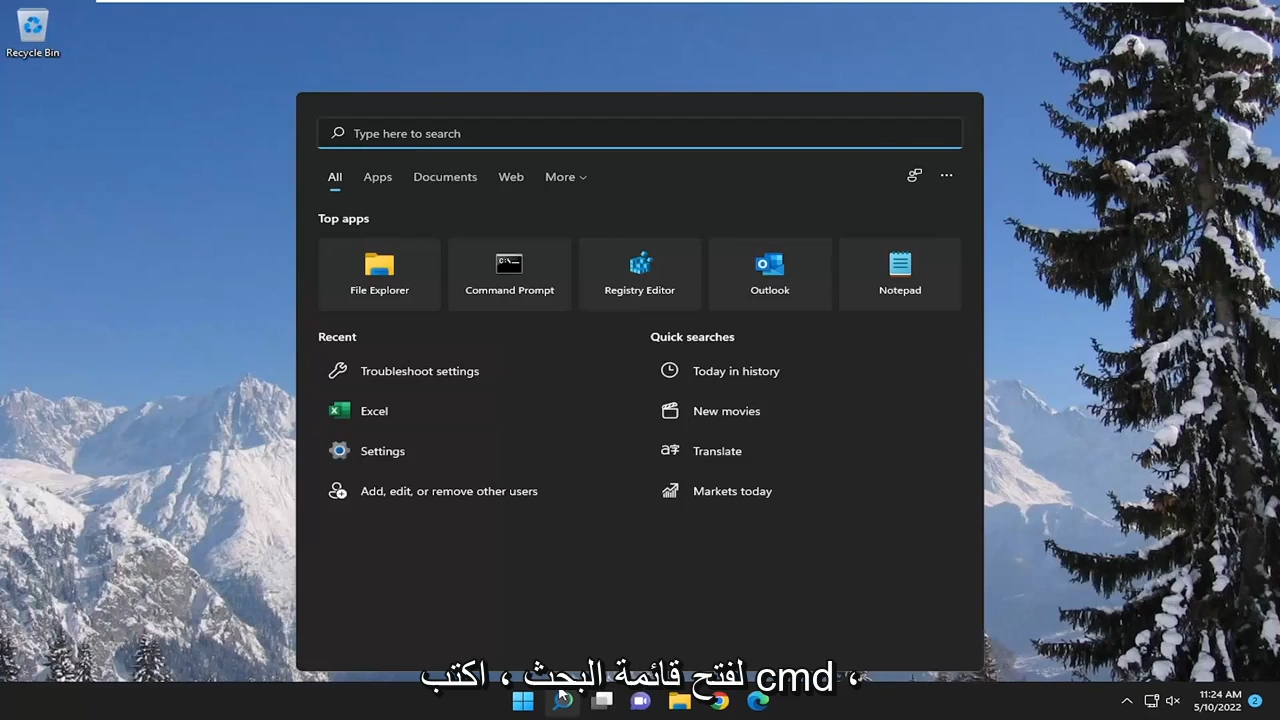 Recycle Bin
Type here to search
All Apps Documents Web More
Top apps
File Explorer Command Prompt Registry Editor Outlook Notepad
Recent Quick searches
Troubleshoot settings Today in history
Excel New movies
Settings Translate
Add, edit, or remove other users Markets today
لفتح قائمة البحث ، اكتب cmd ،
11:24 AM
5/10/2022 2